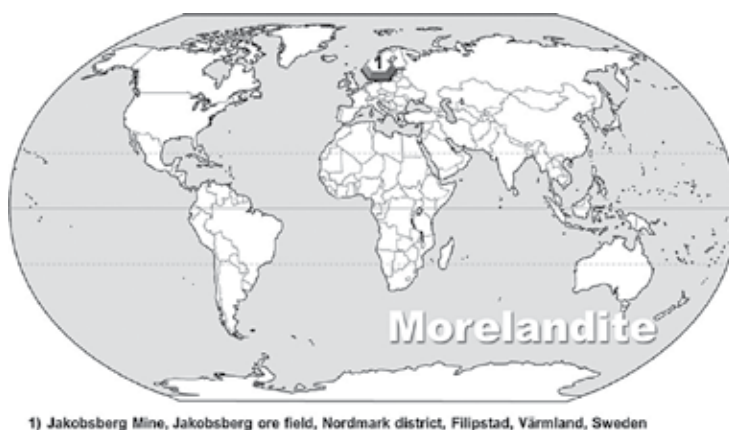 1
Morelandite
1) Jakobsberg Mine, Jakobsberg ore field, Nordmark district, Filipstad, Värmland, Sweden